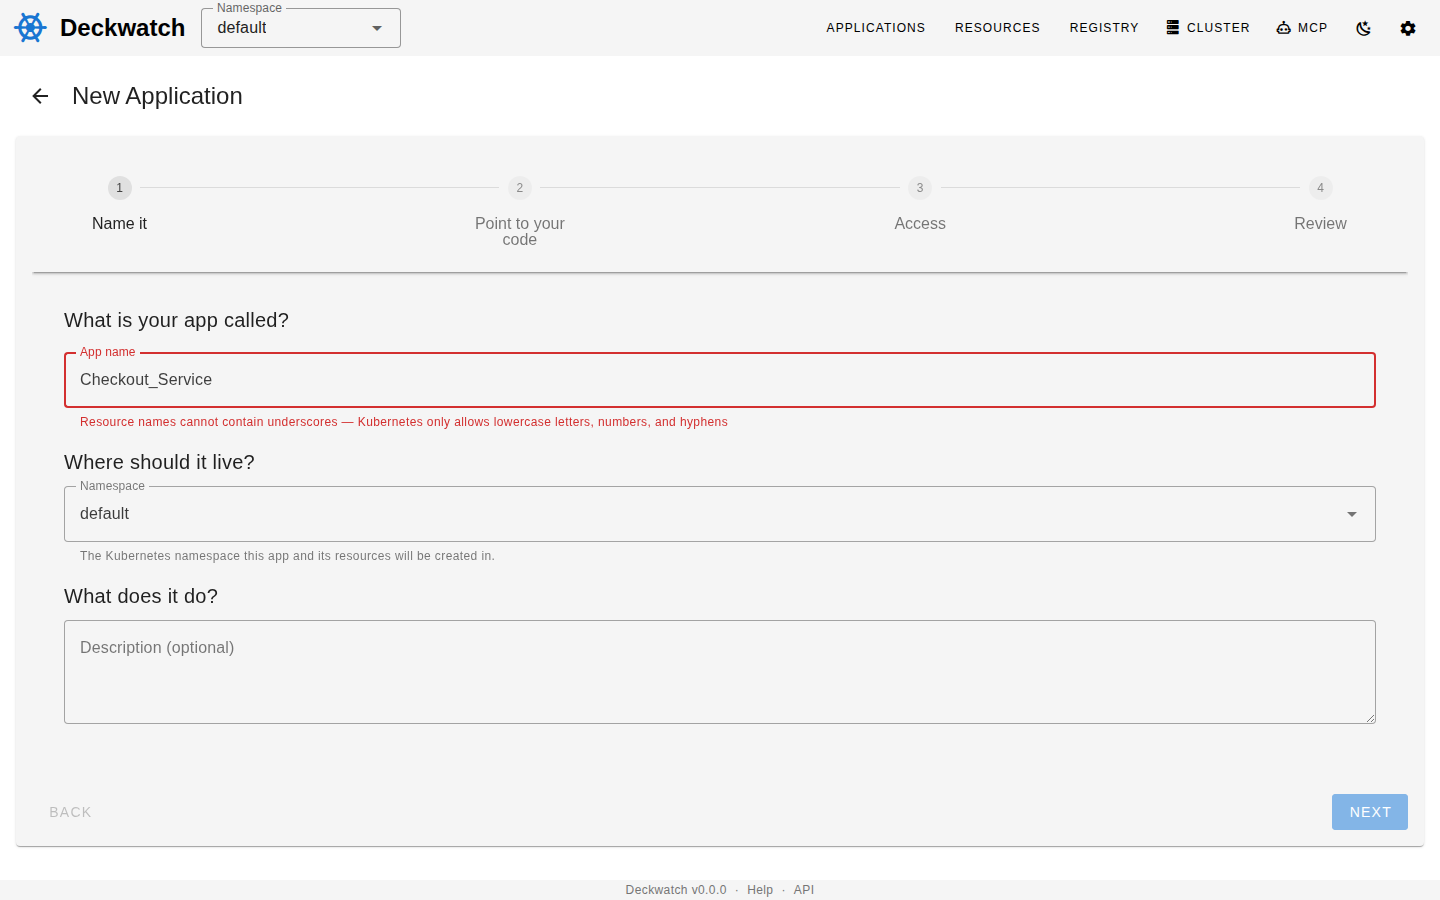 Deckwatch
Namespace
default
APPLICATIONS
RESOURCES
REGISTRY
CLUSTER
MCP
New Application
1
2
3
4
Name it
Point to your
code
Access
Review
What is your app called?
App name
Checkout_Service
Resource names cannot contain underscores — Kubernetes only allows lowercase letters, numbers, and hyphens
Where should it live?
Namespace
default
The Kubernetes namespace this app and its resources will be created in.
What does it do?
Description (optional)
BACK
NEXT
Deckwatch v0.0.0 · Help · API